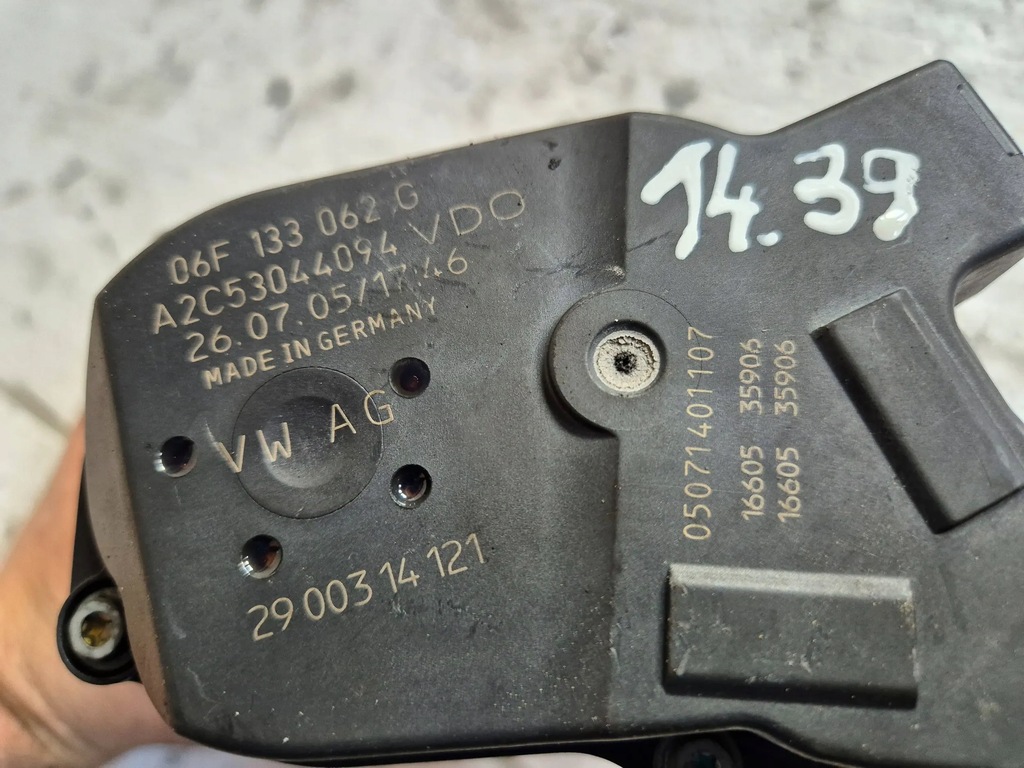 06F 133 062 G
A2C53044094 VDO
26.07.05/17.46
MADE IN GERMANY
VW AG
29 003 14 121
14.39
05071401107
16605 35906
16605 35906